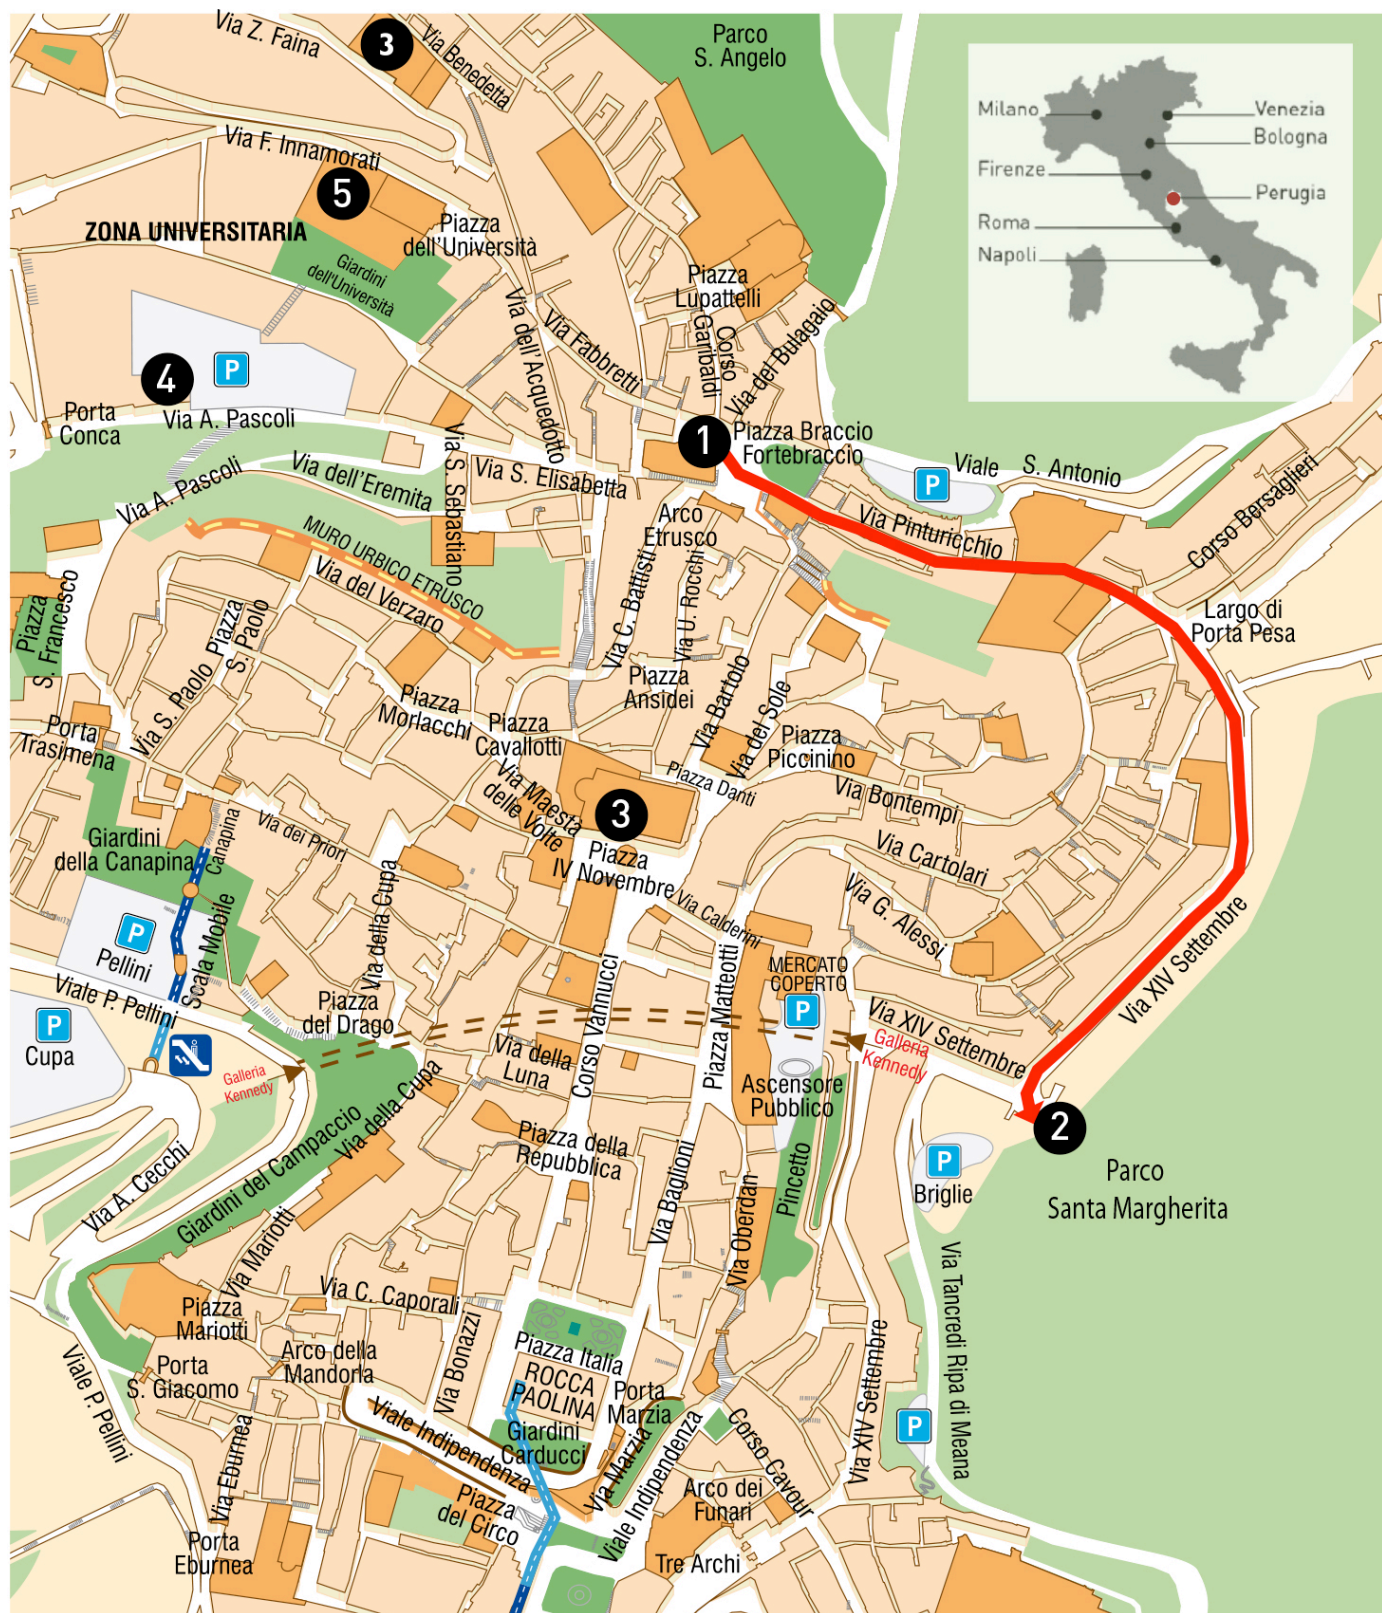 Via Z. Faina
3
Via Benedetta
Parco
S. Angelo
Milano
Venezia
Bologna
Firenze
Perugia
Roma
Napoli
Via F. Innamorati
5
ZONA UNIVERSITARIA
Piazza
dell'Università
Giardini
dell'Università
Piazza
Lupattelli
Corso
Garibaldi
Via del Bulagaio
Via Fabbretti
Via dell'Acquedotto
4
P
Porta
Conca
Via A. Pascoli
1
Piazza Braccio
Fortebraccio
Viale S. Antonio
P
Via A. Pascoli
Via dell'Eremita
Via S. Sebastiano
Via S. Elisabetta
Arco
Etrusco
Via Pinturicchio
Corso Bersaglieri
MURO URBICO ETRUSCO
Via del Verzaro
Via C. Battisti
Via U. Rocchi
Largo di
Porta Pesa
Piazza
S. Francesco
Piazza
S. Paolo
Via S. Paolo
Piazza
Ansidei
Via Bartolo
Via del Sole
Piazza
Morlacchi
Piazza
Cavallotti
Porta
Trasimena
Piazza
Piccinino
Piazza Danti
Via Bontempi
Via Maesta
delle Volte
3
Piazza
IV Novembre
Via Cartolari
Giardini
della Canapina
Canapina
Via dei Priori
Via della Cupa
Via Calderini
Via G. Alessi
P
Pellini
Scala Mobile
Via XIV Settembre
MERCATO
COPERTO
P
Viale P. Pellini
P
Cupa
Piazza
del Drago
Corso Vannucci
Piazza Matteotti
Via XIV Settembre
Galleria
Kennedy
Galleria
Kennedy
Via della
Luna
Ascensore
Pubblico
2
Via della Cupa
Piazza della
Repubblica
P
Briglie
Parco
Santa Margherita
Via A. Cecchi
Giardini del Campaccio
Via Baglioni
Via Oberdan
Pincetto
Via Mariotti
Via Tancredi Ripa di Meana
Piazza
Mariotti
Via C. Caporali
Via Bonazzi
Piazza Italia
ROCCA
PAOLINA
Porta
Marzia
Arco della
Mandorla
Porta
S. Giacomo
Viale P. Pellini
Viale Indipendenza
Giardini
Carducci
Via Marzia
Viale Indipendenza
Corso Cavour
Via XIV Settembre
P
Via Eburnea
Piazza
del Circo
Arco dei
Funari
Porta
Eburnea
Tre Archi